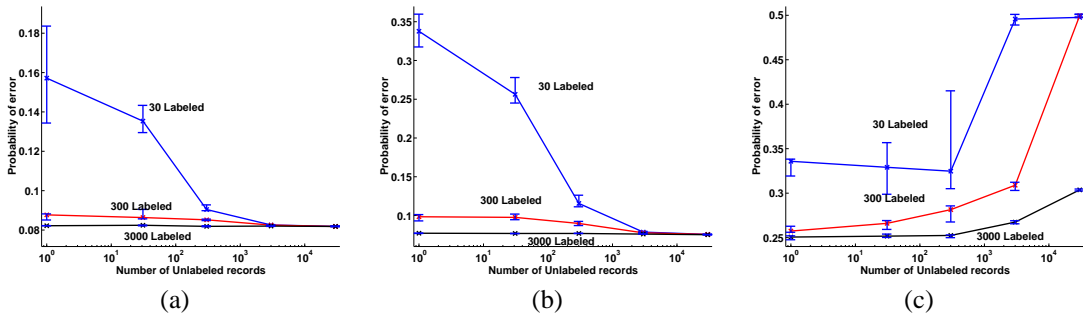 0.18
0.16
0.14
0.12
0.1
0.08
Probability of error
30 Labeled
300 Labeled
3000 Labeled
10^0 10^1 10^2 10^3 10^4
Number of Unlabeled records
(a)
0.35
0.3
0.25
0.2
0.15
0.1
Probability of error
30 Labeled
300 Labeled
3000 Labeled
10^0 10^1 10^2 10^3 10^4
Number of Unlabeled records
(b)
0.5
0.45
0.4
0.35
0.3
0.25
Probability of error
30 Labeled
300 Labeled
3000 Labeled
10^0 10^1 10^2 10^3 10^4
Number of Unlabeled records
(c)